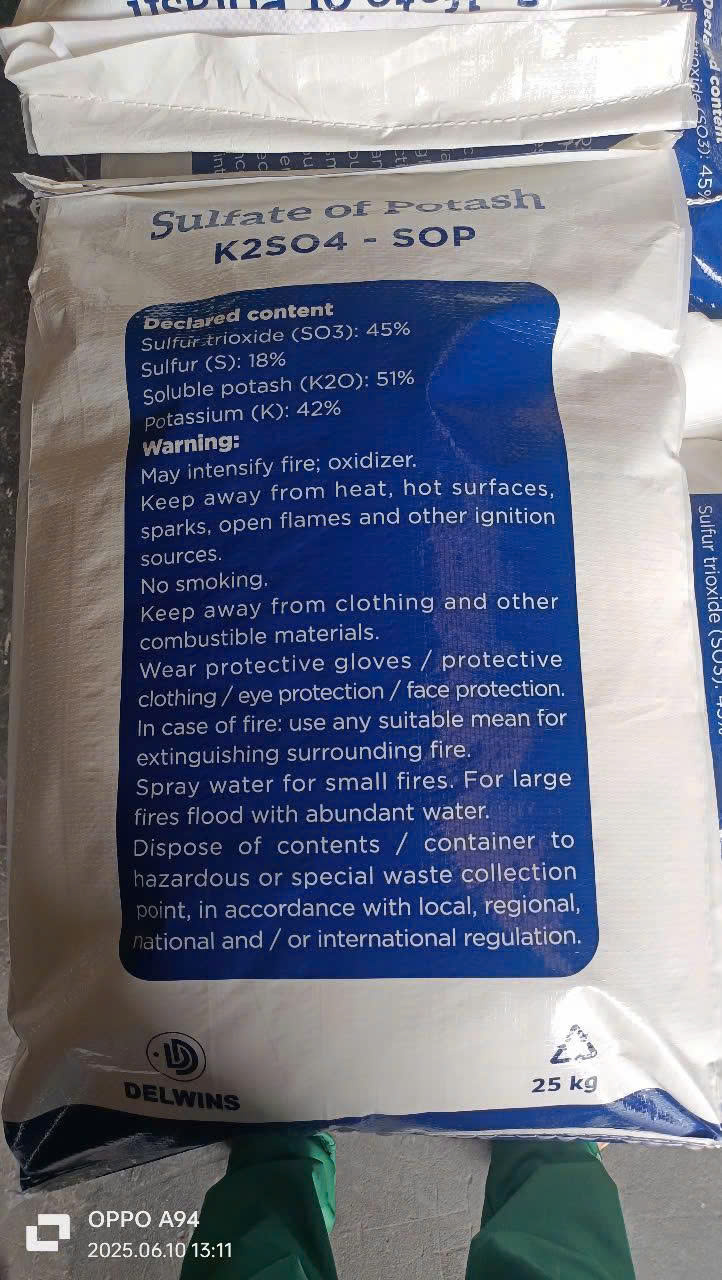 Sulfate of Potash
K2SO4 - SOP
Declared content
Sulfur trioxide (SO3): 45%
Sulfur (S): 18%
Soluble potash (K2O): 51%
Potassium (K): 42%
Warning:
May intensify fire; oxidizer.
Keep away from heat, hot surfaces,
sparks, open flames and other ignition
sources.
No smoking.
Keep away from clothing and other
combustible materials.
Wear protective gloves / protective
clothing / eye protection / face protection.
In case of fire: use any suitable mean for
extinguishing surrounding fire.
Spray water for small fires. For large
fires flood with abundant water.
Dispose of contents / container to
hazardous or special waste collection
point, in accordance with local, regional,
national and / or international regulation.
DELWINS
25 kg
Sulfur trioxide (SO3): 45%
OPPO A94
2025.06.10 13:11